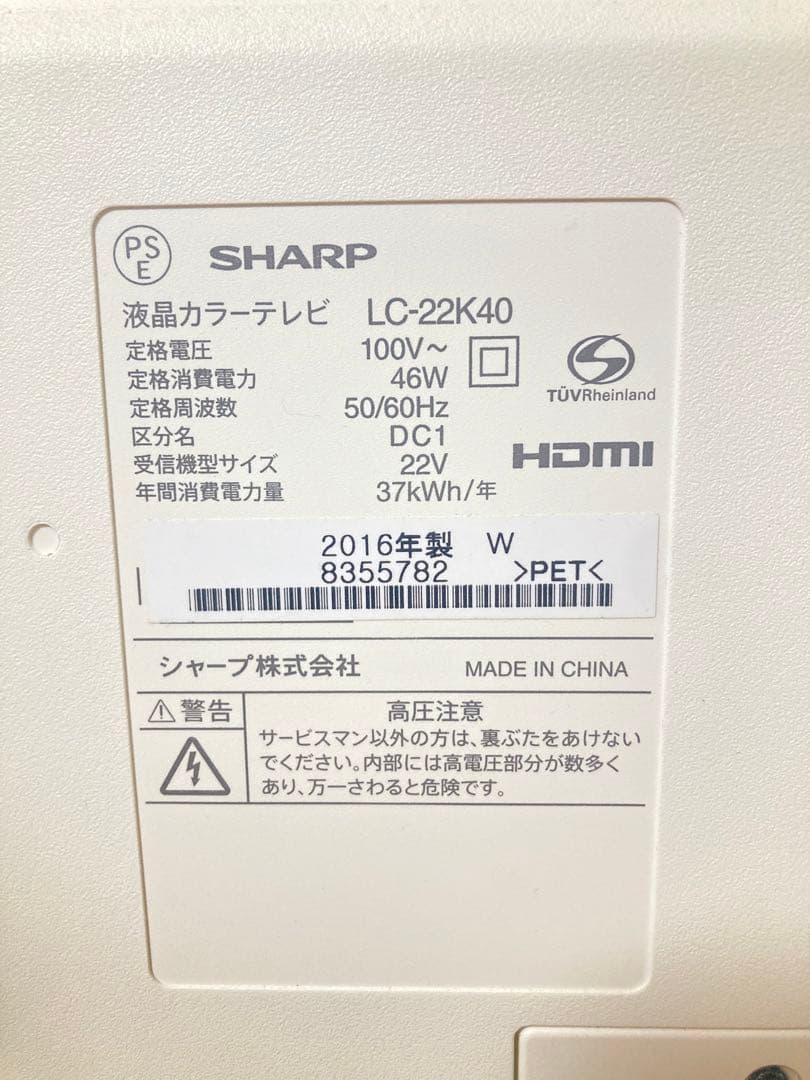 PS
E
SHARP
液晶カラーテレビ LC-22K40
定格電圧 100V～
定格消費電力 46W
定格周波数 50/60Hz
区分名 DC1
受信機型サイズ 22V
年間消費電力量 37kWh/年
TÜVRheinland
HDMI
2016年製 W
8355782 >PET<
シャープ株式会社 MADE IN CHINA
警告
高圧注意
サービスマン以外の方は、裏ぶたをあけない
でください。内部には高電圧部分が数多く
あり、万一さわると危険です。